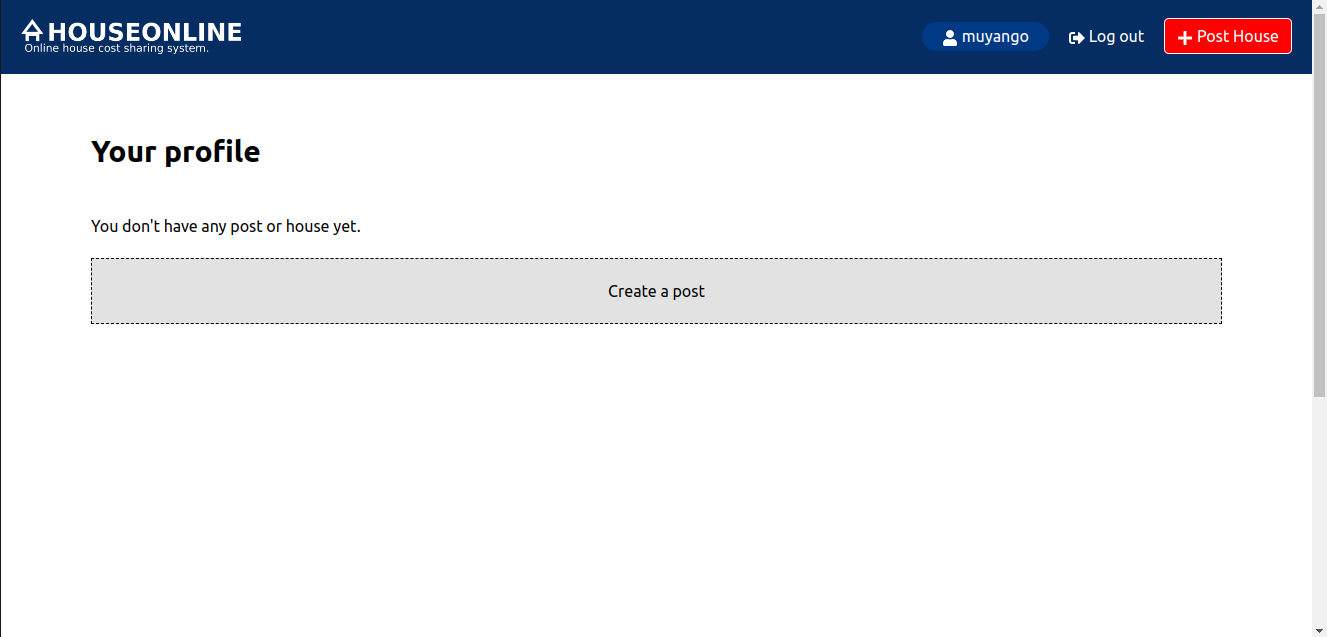 HOUSEONLINE
Online house cost sharing system.
muyango
Log out
Post House
Your profile
You don't have any post or house yet.
Create a post